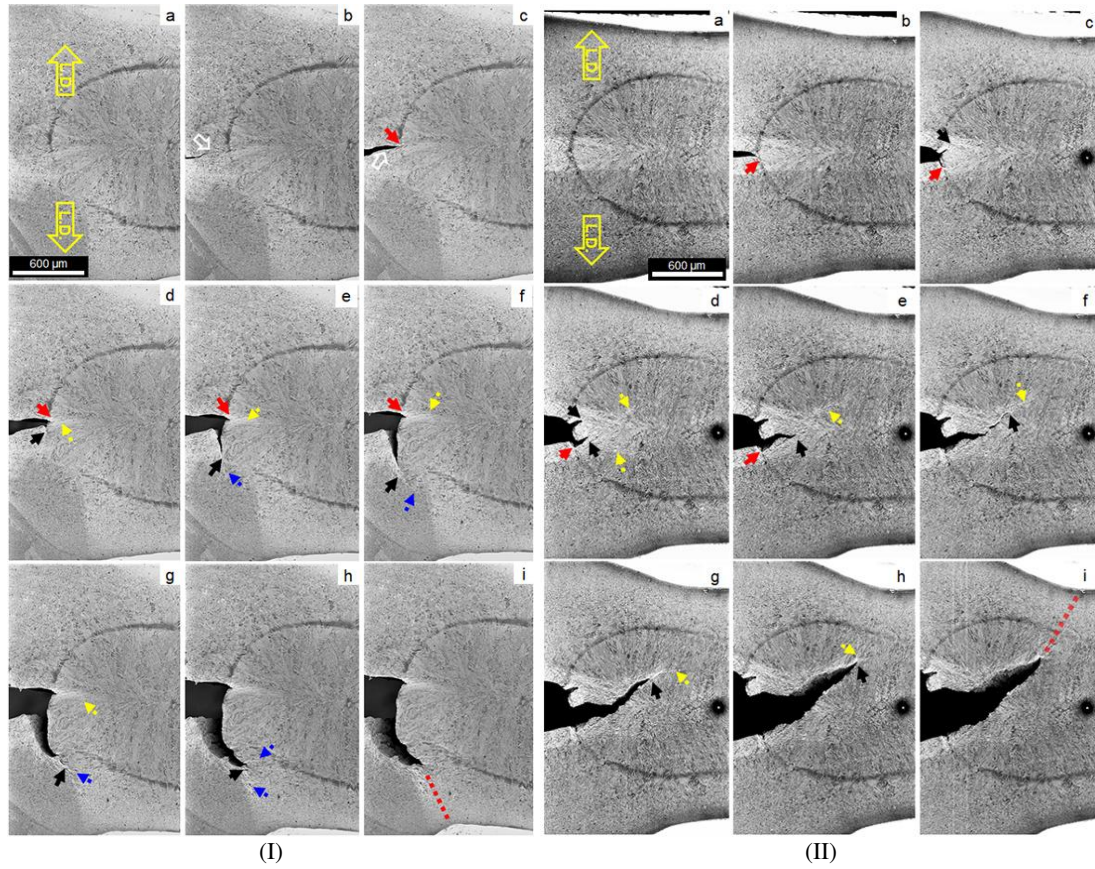 a b c a b c
L.D. L.D.
L.D. L.D.
600 µm 600 µm
d e f d e f
g h i g h i
(I) (II)